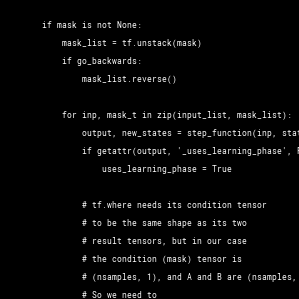 if mask is not None:
mask_list = tf.unstack(mask)
if go_backwards:
mask_list.reverse()
for inp, mask_t in zip(input_list, mask_list):
output, new_states = step_function(inp,
if getattr(output, '_uses_learning_phase',
uses_learning_phase = True
# tf.where needs its condition tensor
# to be the same shape as its two
# result tensors, but in our case
# the condition (mask) tensor is
# (nsamples, 1), and A and B are (nsamples,
# So we need to